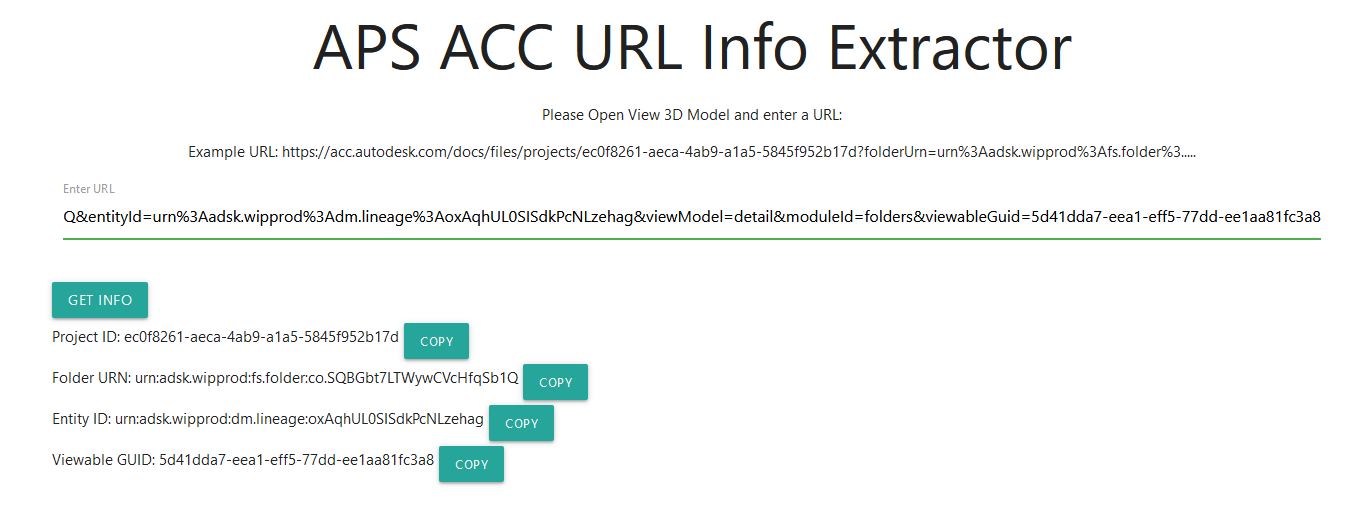 APS ACC URL Info Extractor
Please Open View 3D Model and enter a URL:
Example URL: https://acc.autodesk.com/docs/files/projects/ec0f8261-aeca-4ab9-a1a5-5845f952b17d?folderUrn=urn%3Aadsk.wipprod%3Afs.folder%3.....
Enter URL
Q&entityId=urn%3Aadsk.wipprod%3Adm.lineage%3AoxAqhUL0SISdkPcNLzehag&viewModel=detail&moduleId=folders&viewableGuid=5d41dda7-eea1-eff5-77dd-ee1aa81fc3a8
GET INFO
Project ID: ec0f8261-aeca-4ab9-a1a5-5845f952b17d COPY
Folder URN: urn:adsk.wipprod:fs.folder:co.SQBGbt7LTWywCVcHfqSb1Q COPY
Entity ID: urn:adsk.wipprod:dm.lineage:oxAqhUL0SISdkPcNLzehag COPY
Viewable GUID: 5d41dda7-eea1-eff5-77dd-ee1aa81fc3a8 COPY